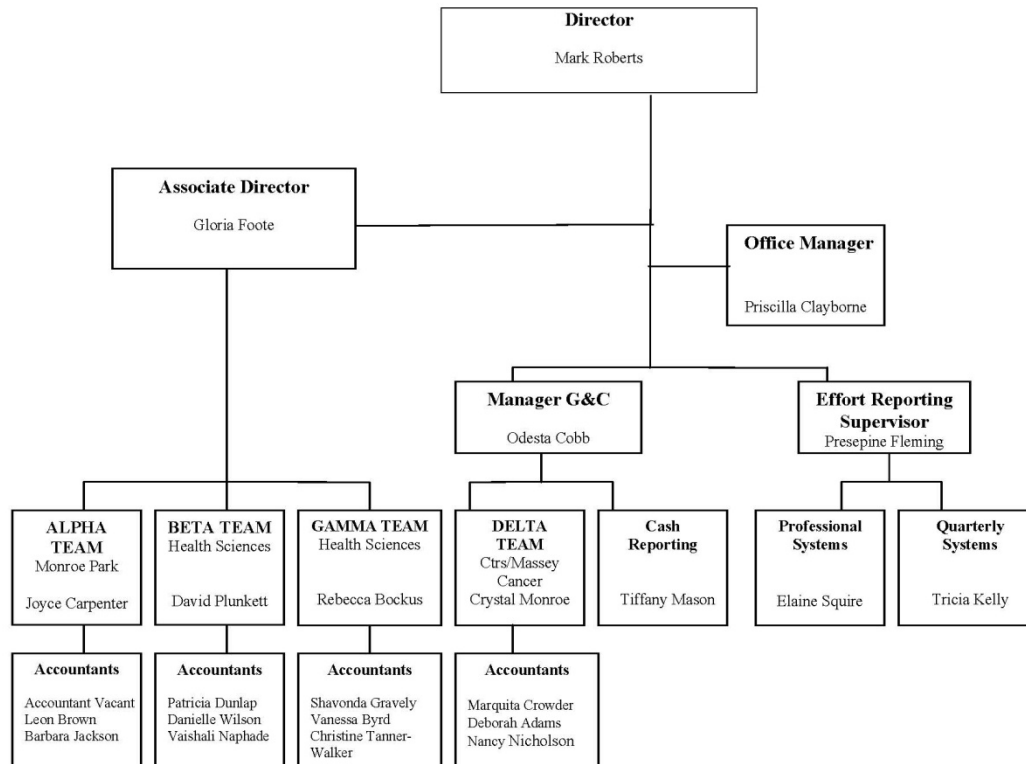 Director
Mark Roberts
Associate Director
Gloria Foote
Office Manager
Priscilla Clayborne
Manager G&C
Odesta Cobb
Effort Reporting
Supervisor
Presepine Fleming
ALPHA
TEAM
Monroe Park
Joyce Carpenter
BETA TEAM
Health Sciences
David Plunkett
GAMMA TEAM
Health Sciences
Rebecca Bockus
DELTA
TEAM
Ctrs/Massey
Cancer
Crystal Monroe
Cash
Reporting
Tiffany Mason
Professional
Systems
Elaine Squire
Quarterly
Systems
Tricia Kelly
Accountants
Accountant Vacant
Leon Brown
Barbara Jackson
Accountants
Patricia Dunlap
Danielle Wilson
Vaishali Naphade
Accountants
Shavonda Gravely
Vanessa Byrd
Christine Tanner-
Walker
Accountants
Marquita Crowder
Deborah Adams
Nancy Nicholson